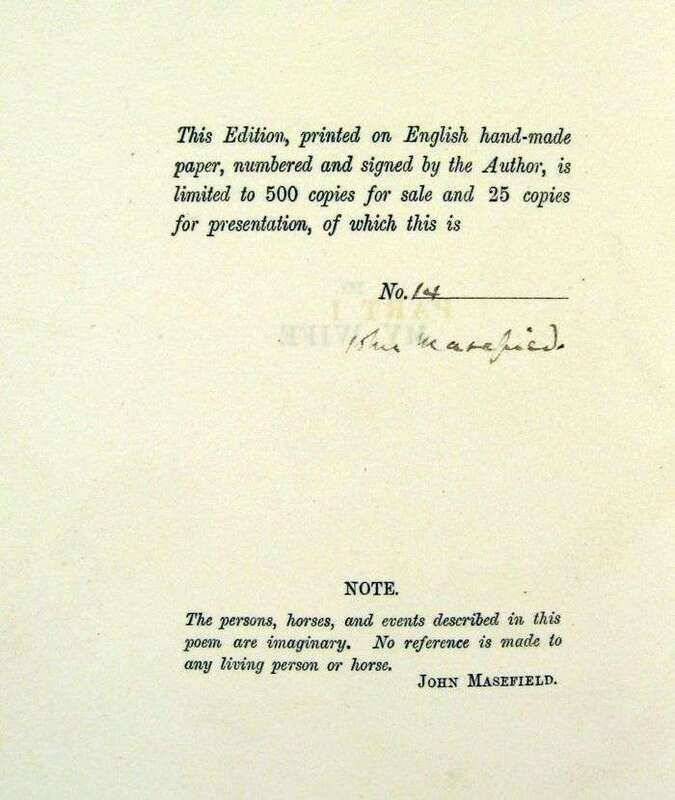 This Edition, printed on English hand-made
paper, numbered and signed by the Author, is
limited to 500 copies for sale and 25 copies
for presentation, of which this is
No. 14
John Masefield.
NOTE.
The persons, horses, and events described in this
poem are imaginary. No reference is made to
any living person or horse.
JOHN MASEFIELD.